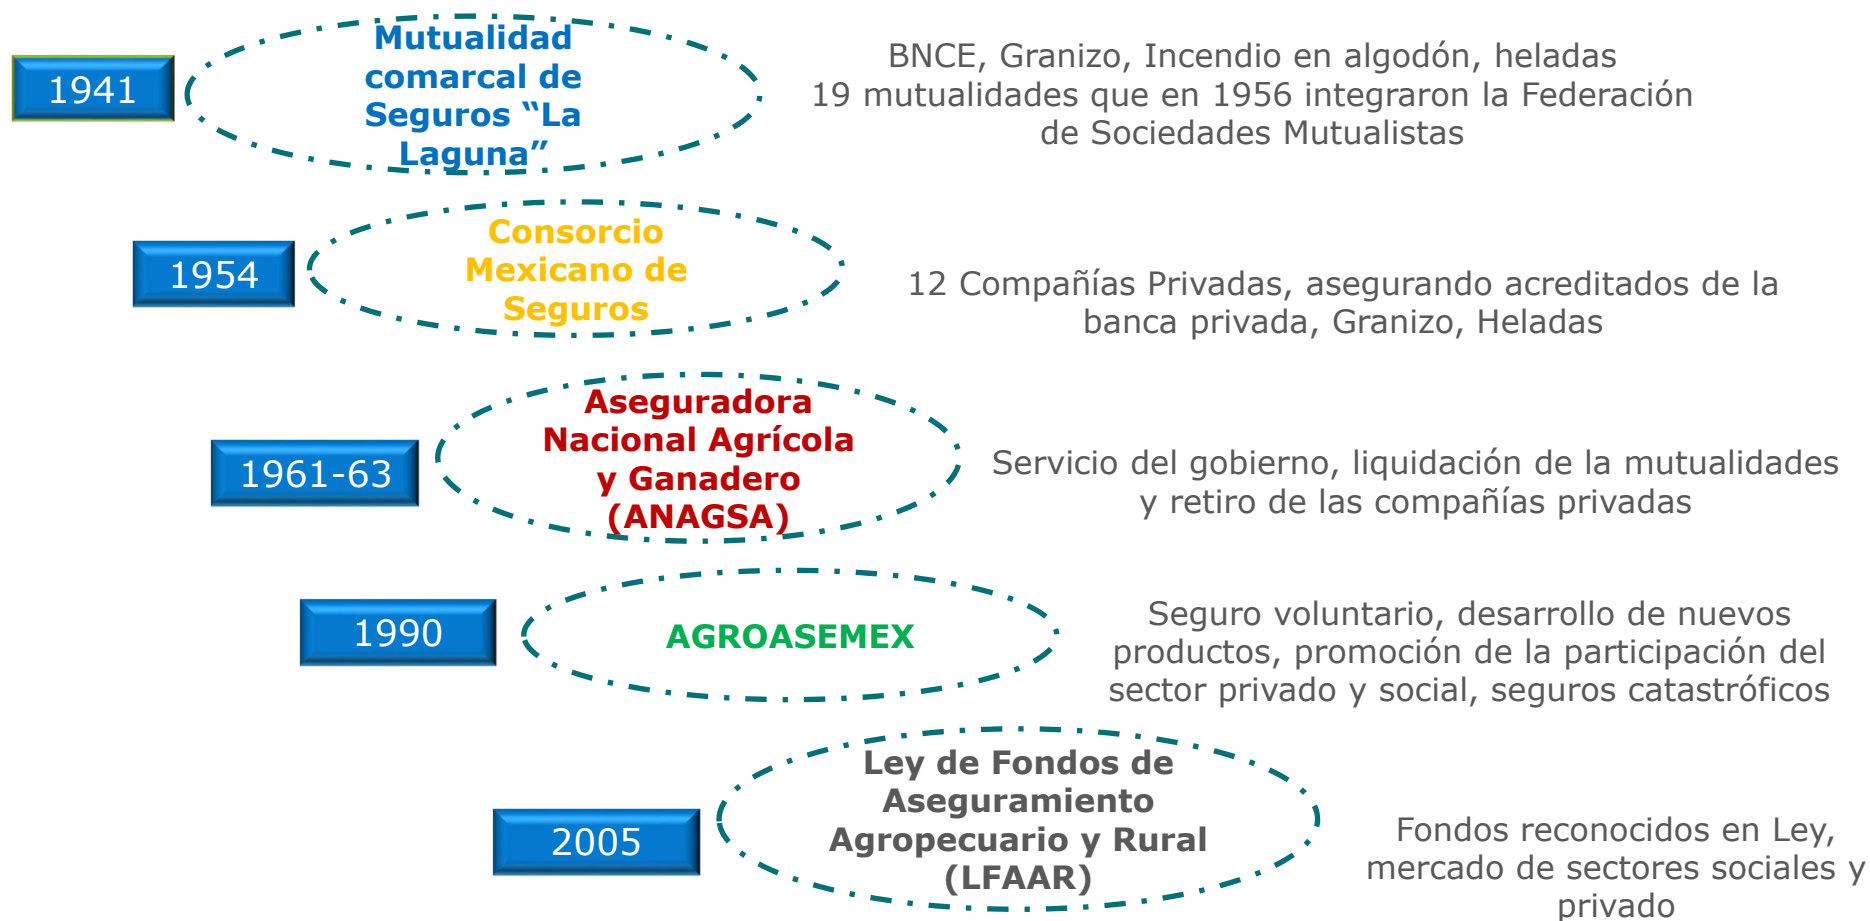 1941
Mutualidad
comarcal de
Seguros “La
Laguna”
BNCE, Granizo, Incendio en algodón, heladas
19 mutualidades que en 1956 integraron la Federación
de Sociedades Mutualistas
1954
Consorcio
Mexicano de
Seguros
12 Compañías Privadas, asegurando acreditados de la
banca privada, Granizo, Heladas
1961-63
Aseguradora
Nacional Agrícola
y Ganadero
(ANAGSA)
Servicio del gobierno, liquidación de la mutualidades
y retiro de las compañías privadas
1990
AGROASEMEX
Seguro voluntario, desarrollo de nuevos
productos, promoción de la participación del
sector privado y social, seguros catastróficos
2005
Ley de Fondos de
Aseguramiento
Agropecuario y Rural
(LFAAR)
Fondos reconocidos en Ley,
mercado de sectores sociales y
privado